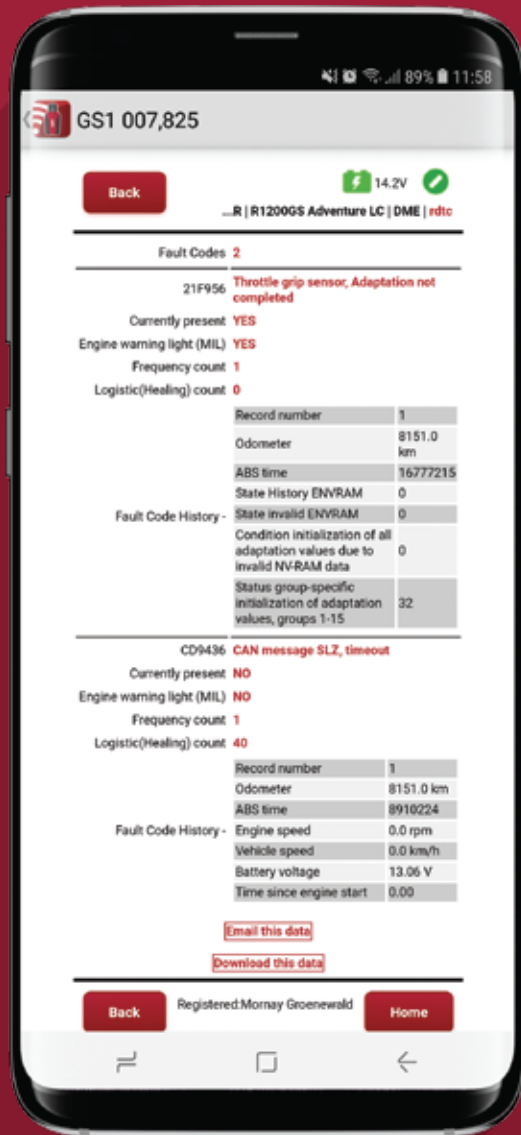 89% 11:58
GS1 007,825
Back
14.2V
...R | R1200GS Adventure LC | DME | rdtc
Fault Codes 2
21F956 Throttle grip sensor, Adaptation not
completed
Currently present YES
Engine warning light (MIL) YES
Frequency count 1
Logistic(Healing) count 0
Fault Code History -
Record number 1
Odometer 8151.0
km
ABS time 16777215
State History ENVRAM 0
State invalid ENVRAM 0
Condition initialization of all
adaptation values due to 0
invalid NV-RAM data
Status group-specific
initialization of adaptation 32
values, groups 1-15
CD9436 CAN message SLZ, timeout
Currently present NO
Engine warning light (MIL) NO
Frequency count 1
Logistic(Healing) count 40
Fault Code History -
Record number 1
Odometer 8151.0 km
ABS time 8910224
Engine speed 0.0 rpm
Vehicle speed 0.0 km/h
Battery voltage 13.06 V
Time since engine start 0.00
Email this data
Download this data
Back Registered:Mornay Groenewald Home